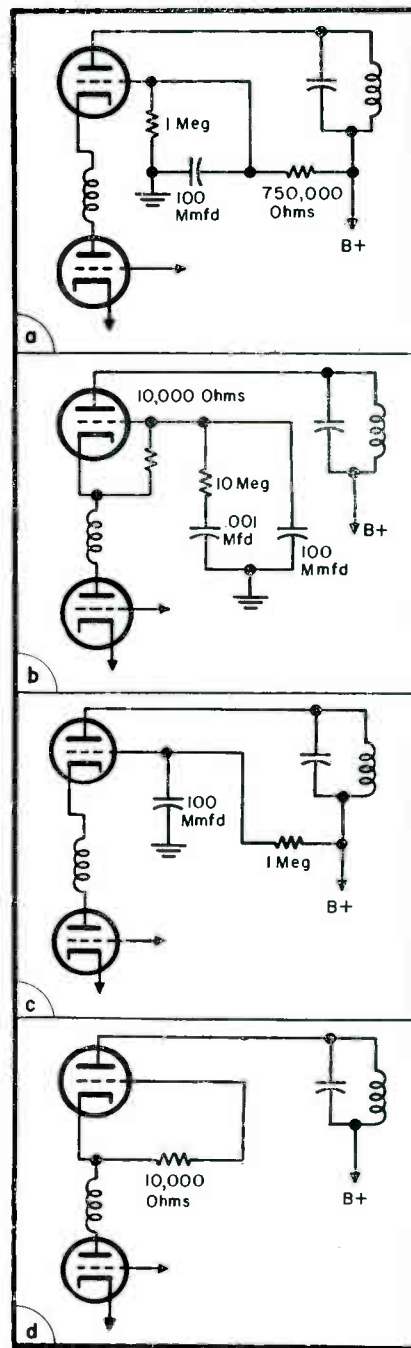 1 Meg
100
Mmfd
750,000
Ohms
B+
a
10,000 Ohms
10 Meg
.001
Mfd
100
Mmfd
B+
b
100
Mmfd
1 Meg
B+
c
10,000
Ohms
B+
d